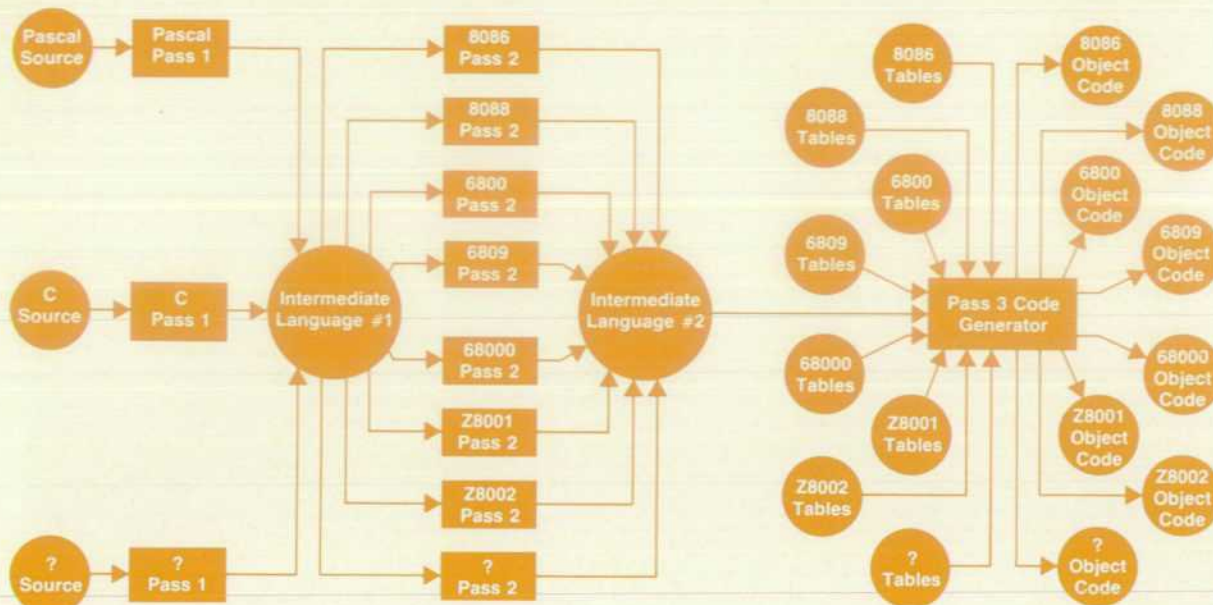 Pascal
Source
Pascal
Pass 1
C
Source
C
Pass 1
?
Source
?
Pass 1
Intermediate
Language #1
8086
Pass 2
8088
Pass 2
6800
Pass 2
6809
Pass 2
68000
Pass 2
Z8001
Pass 2
Z8002
Pass 2
?
Pass 2
Intermediate
Language #2
8086
Tables
8088
Tables
6800
Tables
6809
Tables
68000
Tables
Z8001
Tables
Z8002
Tables
?
Tables
Pass 3 Code
Generator
8086
Object
Code
8088
Object
Code
6800
Object
Code
6809
Object
Code
68000
Object
Code
Z8001
Object
Code
Z8002
Object
Code
?
Object
Code